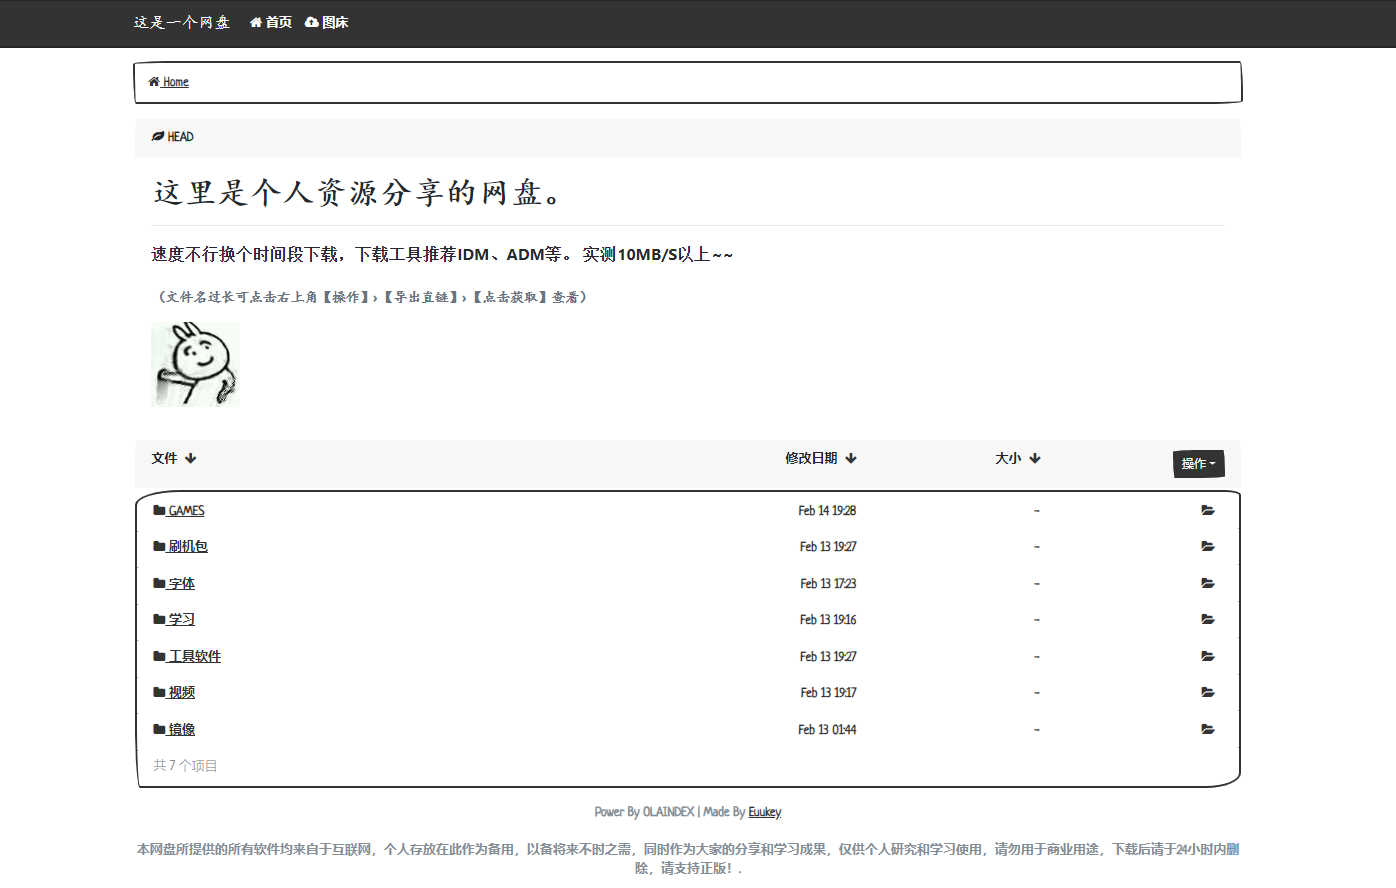 这是一个网盘 首页 图床
Home
HEAD
这里是个人资源分享的网盘。
速度不行换个时间段下载，下载工具推荐IDM、ADM等。 实测10MB/S以上~~
（文件名过长可点击右上角【操作】›【导出直链】›【点击获取】查看）
文件 修改日期 大小 操作
GAMES Feb 14 19:28 -
刷机包 Feb 13 19:27 -
字体 Feb 13 17:23 -
学习 Feb 13 19:16 -
工具软件 Feb 13 19:27 -
视频 Feb 13 19:17 -
镜像 Feb 13 01:44 -
共 7 个项目
Power By OLAINDEX | Made By Euukey
本网盘所提供的所有软件均来自于互联网，个人存放在此作为备用，以备将来不时之需，同时作为大家的分享和学习成果，仅供个人研究和学习使用，请勿用于商业用途，下载后请于24小时内删
除，请支持正版！.